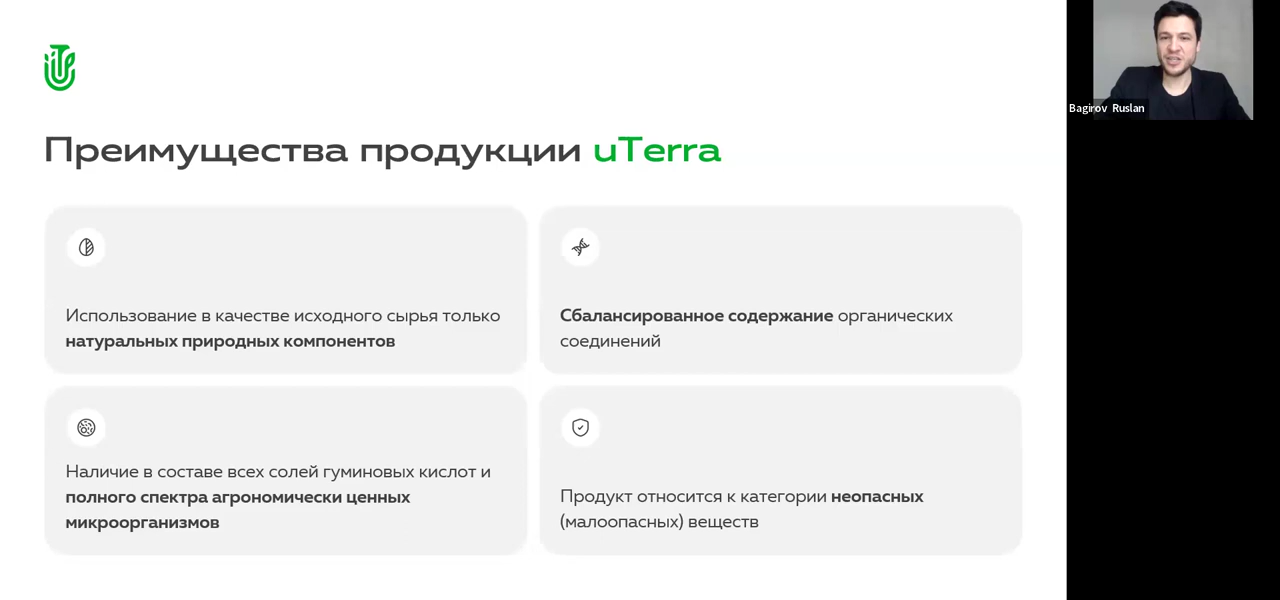 Преимущества продукции uTerra
Использование в качестве исходного сырья только
натуральных природных компонентов
Сбалансированное содержание органических
соединений
Наличие в составе всех солей гуминовых кислот и
полного спектра агрономически ценных
микроорганизмов
Продукт относится к категории неопасных
(малоопасных) веществ
Bagirov Ruslan